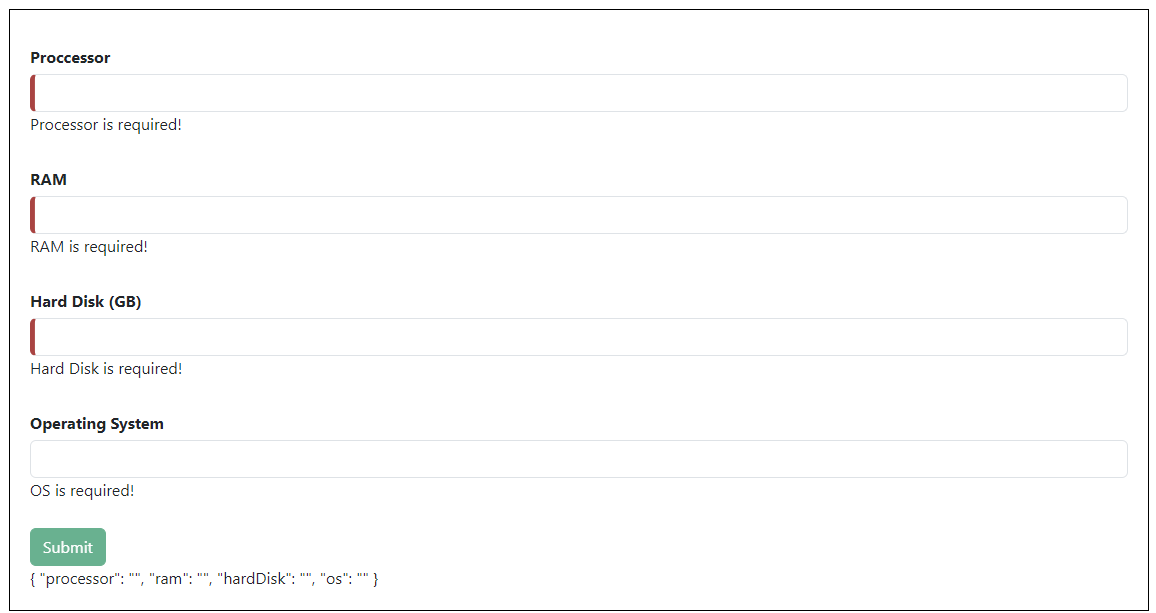 Proccessor
Processor is required!
RAM
RAM is required!
Hard Disk (GB)
Hard Disk is required!
Operating System
OS is required!
Submit
{ "processor": "", "ram": "", "hardDisk": "", "os": "" }